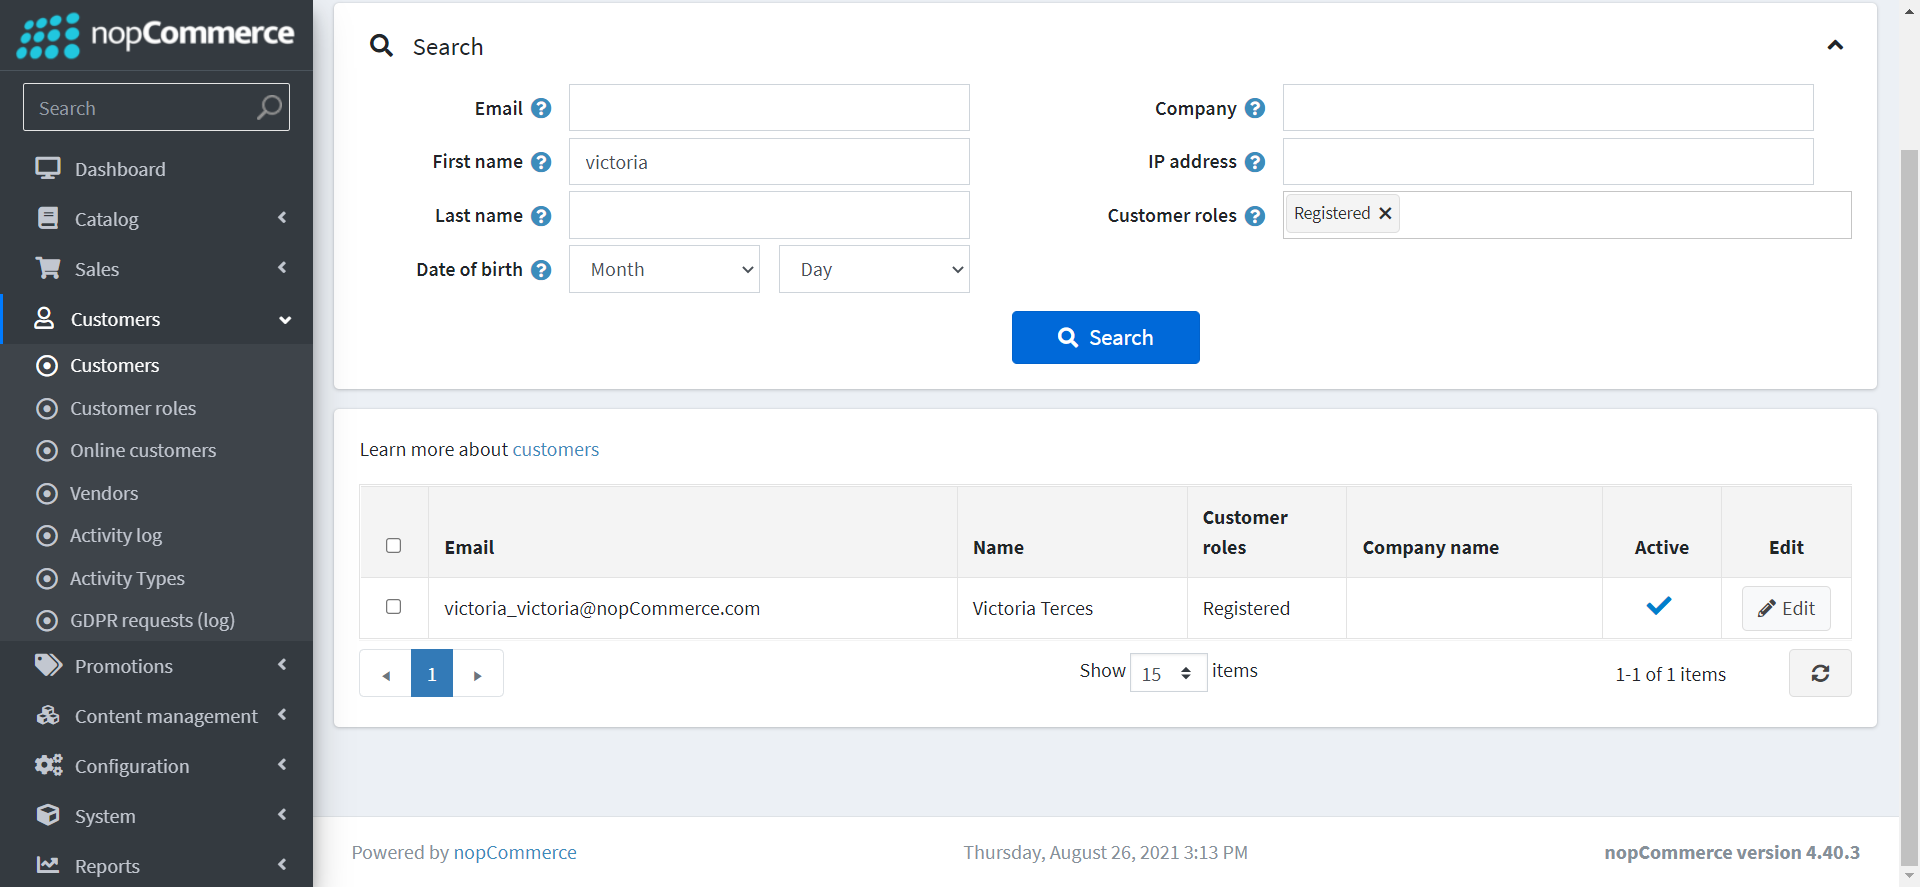 nopCommerce
Search
Dashboard
Catalog
Sales
Customers
Customers
Customer roles
Online customers
Vendors
Activity log
Activity Types
GDPR requests (log)
Promotions
Content management
Configuration
System
Reports
Search
Email
First name victoria
Last name
Date of birth Month Day
Company
IP address
Customer roles Registered
Search
Learn more about customers
Email Name Customer roles Company name Active Edit
victoria_victoria@nopCommerce.com Victoria Terces Registered Edit
1 Show 15 items 1-1 of 1 items
Powered by nopCommerce Thursday, August 26, 2021 3:13 PM nopCommerce version 4.40.3